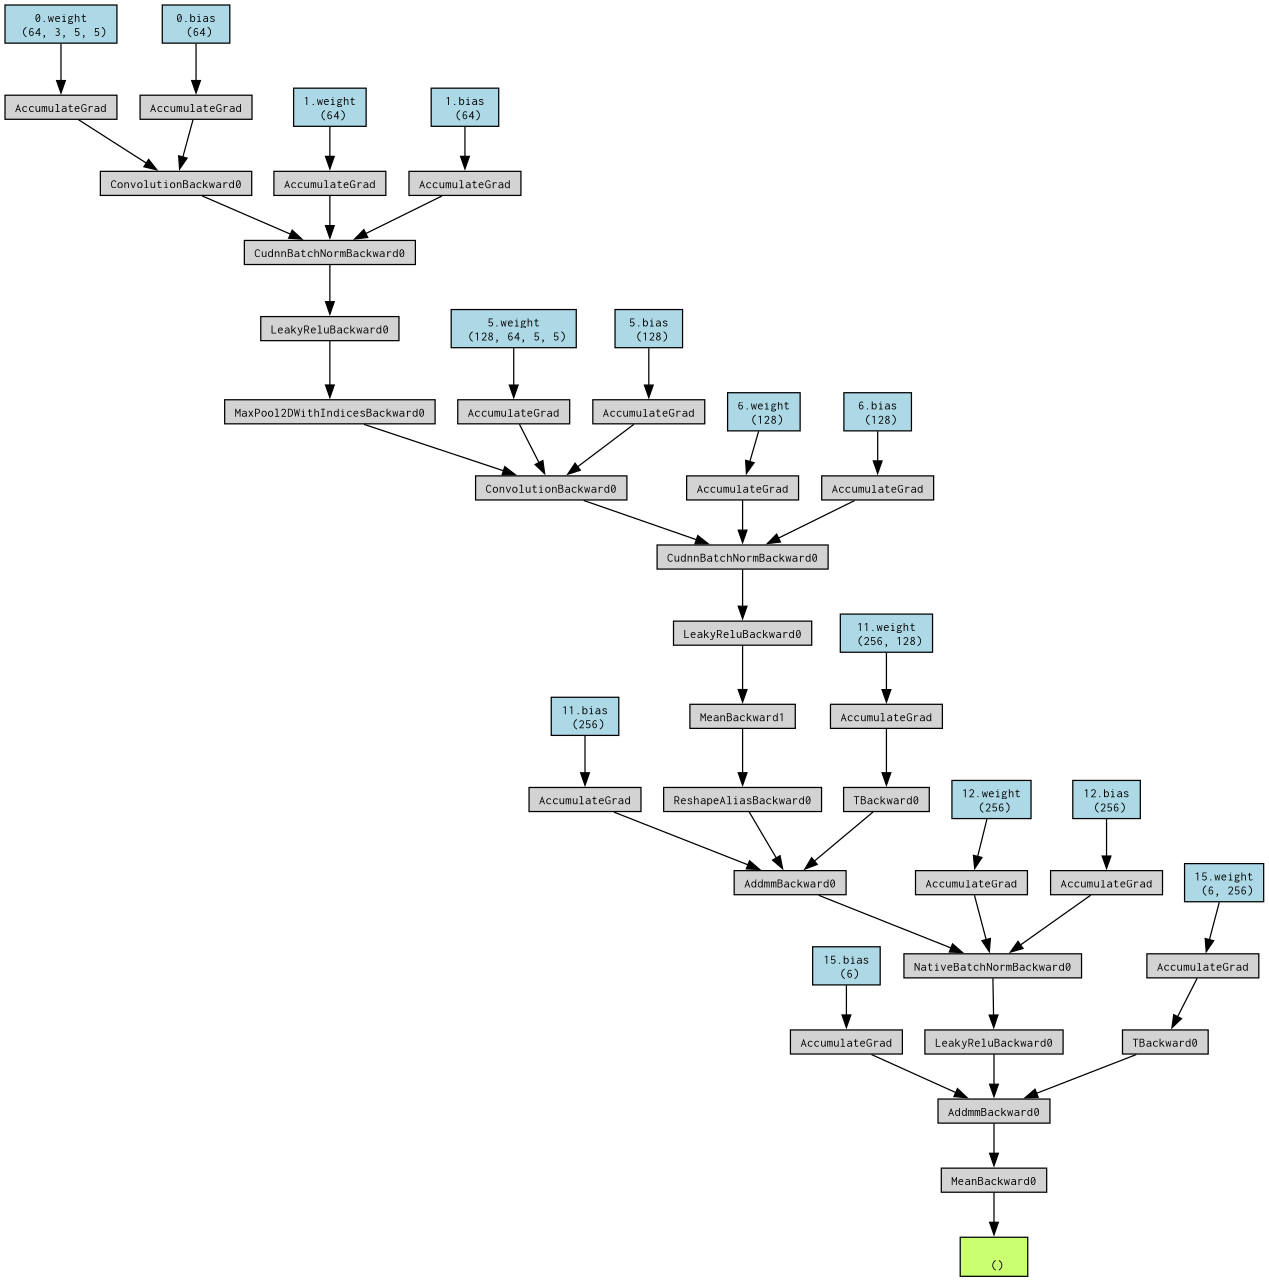 0.weight
(64, 3, 5, 5)
0.bias
(64)
AccumulateGrad
AccumulateGrad
1.weight
(64)
1.bias
(64)
ConvolutionBackward0
AccumulateGrad
AccumulateGrad
CudnnBatchNormBackward0
LeakyReluBackward0
5.weight
(128, 64, 5, 5)
5.bias
(128)
MaxPool2DWithIndicesBackward0
AccumulateGrad
AccumulateGrad
6.weight
(128)
6.bias
(128)
ConvolutionBackward0
AccumulateGrad
AccumulateGrad
CudnnBatchNormBackward0
LeakyReluBackward0
11.weight
(256, 128)
11.bias
(256)
MeanBackward1
AccumulateGrad
AccumulateGrad
ReshapeAliasBackward0
TBackward0
12.weight
(256)
12.bias
(256)
AddmmBackward0
AccumulateGrad
AccumulateGrad
15.weight
(6, 256)
15.bias
(6)
NativeBatchNormBackward0
AccumulateGrad
AccumulateGrad
LeakyReluBackward0
TBackward0
AddmmBackward0
MeanBackward0
()